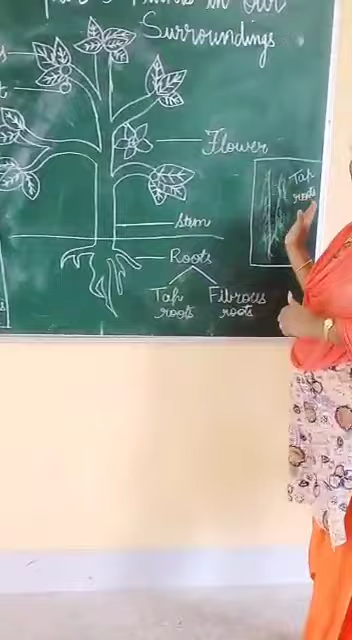 in Our
Surroundings
Flower
Tap
roots
Stem
Roots
Tap Fibrous
roots roots